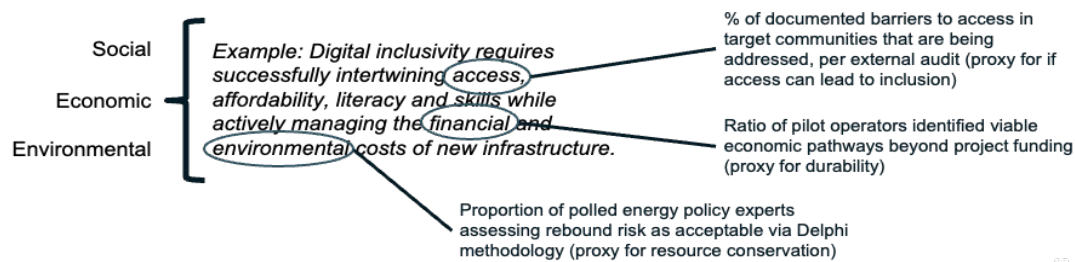 Social
Economic
Environmental
Example: Digital inclusivity requires
successfully intertwining access,
affordability, literacy and skills while
actively managing the financial and
environmental costs of new infrastructure.
% of documented barriers to access in
target communities that are being
addressed, per external audit (proxy for if
access can lead to inclusion)
Ratio of pilot operators identified viable
economic pathways beyond project funding
(proxy for durability)
Proportion of polled energy policy experts
assessing rebound risk as acceptable via Delphi
methodology (proxy for resource conservation)